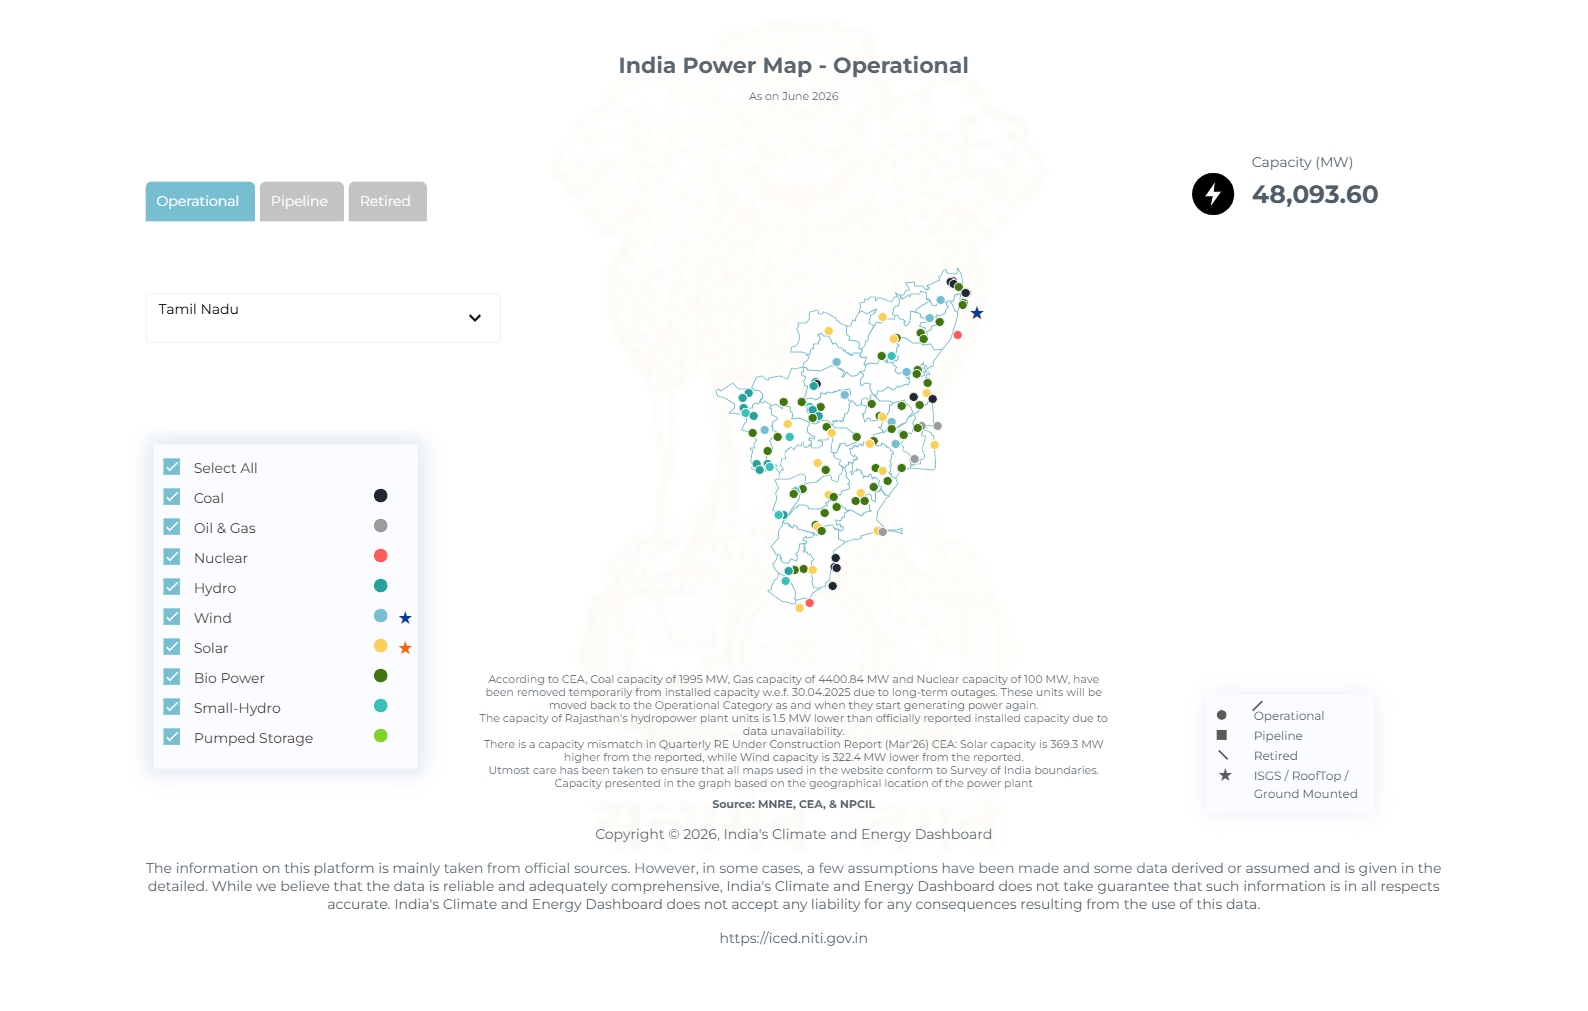 India Power Map - Operational
As on June 2026
Capacity (MW)
48,093.60
Operational
Pipeline
Retired
Tamil Nadu
Select All
Coal
Oil & Gas
Nuclear
Hydro
Wind
Solar
Bio Power
Small-Hydro
Pumped Storage
According to CEA, Coal capacity of 1995 MW, Gas capacity of 4400.84 MW and Nuclear capacity of 100 MW, have
been removed temporarily from installed capacity w.e.f. 30.04.2025 due to long-term outages. These units will be
moved back to the Operational Category as and when they start generating power again.
The capacity of Rajasthan's hydropower plant units is 1.5 MW lower than officially reported installed capacity due to
data unavailability.
There is a capacity mismatch in Quarterly RE Under Construction Report (Mar'26) CEA: Solar capacity is 369.3 MW
higher from the reported, while Wind capacity is 322.4 MW lower from the reported.
Utmost care has been taken to ensure that all maps used in the website conform to Survey of India boundaries.
Capacity presented in the graph based on the geographical location of the power plant
Source: MNRE, CEA, & NPCIL
Operational
Pipeline
Retired
ISGS / RoofTop /
Ground Mounted
Copyright © 2026, India's Climate and Energy Dashboard
The information on this platform is mainly taken from official sources. However, in some cases, a few assumptions have been made and some data derived or assumed and is given in the
detailed. While we believe that the data is reliable and adequately comprehensive, India's Climate and Energy Dashboard does not take guarantee that such information is in all respects
accurate. India's Climate and Energy Dashboard does not accept any liability for any consequences resulting from the use of this data.
https://iced.niti.gov.in